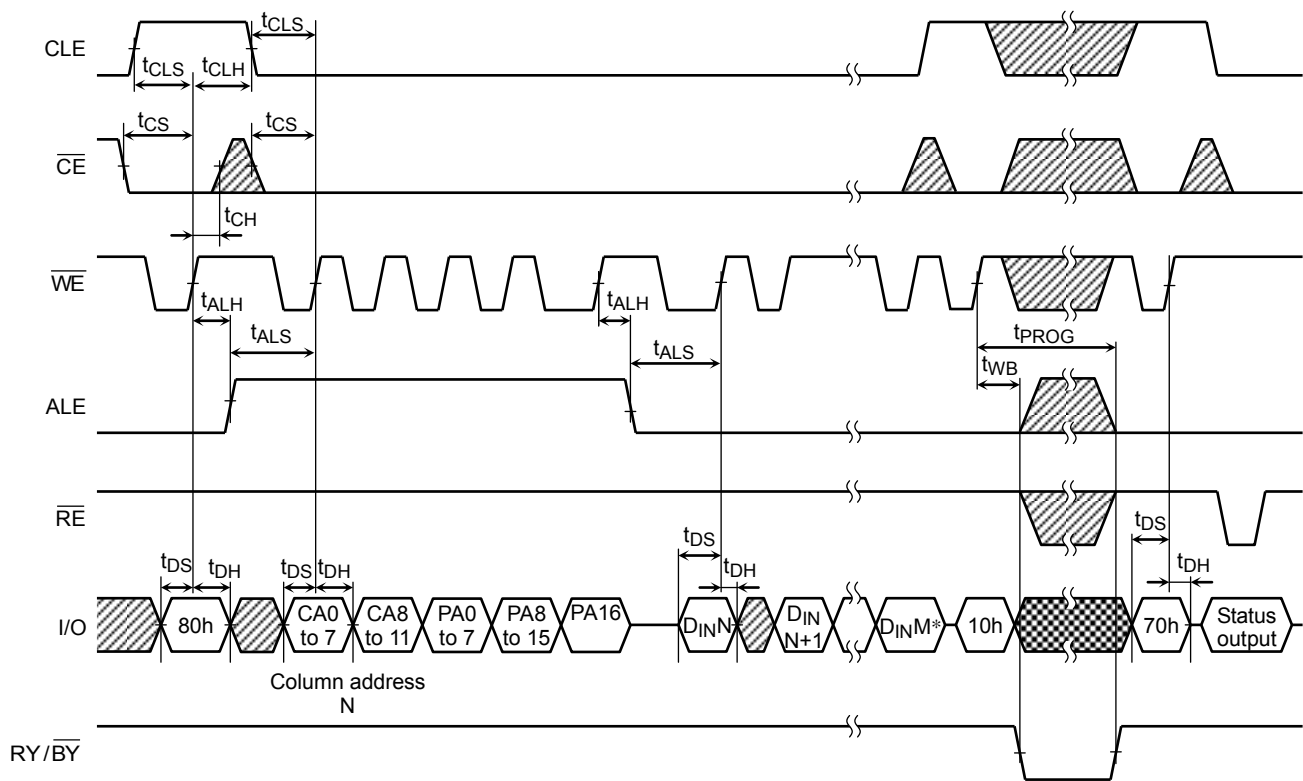 CLE
tCLS
tCLS
tCLH
CE
tCS
tCS
tCH
WE
tALH
tALH
tALS
tALS
tPROG
tWB
ALE
RE
tDS
tDH
tDS
tDH
tDS
tDH
tDS
tDH
I/O
80h
CA0
to 7
CA8
to 11
PA0
to 7
PA8
to 15
PA16
DINN
DIN
N+1
DINM*
10h
70h
Status
output
Column address
N
RY/BY